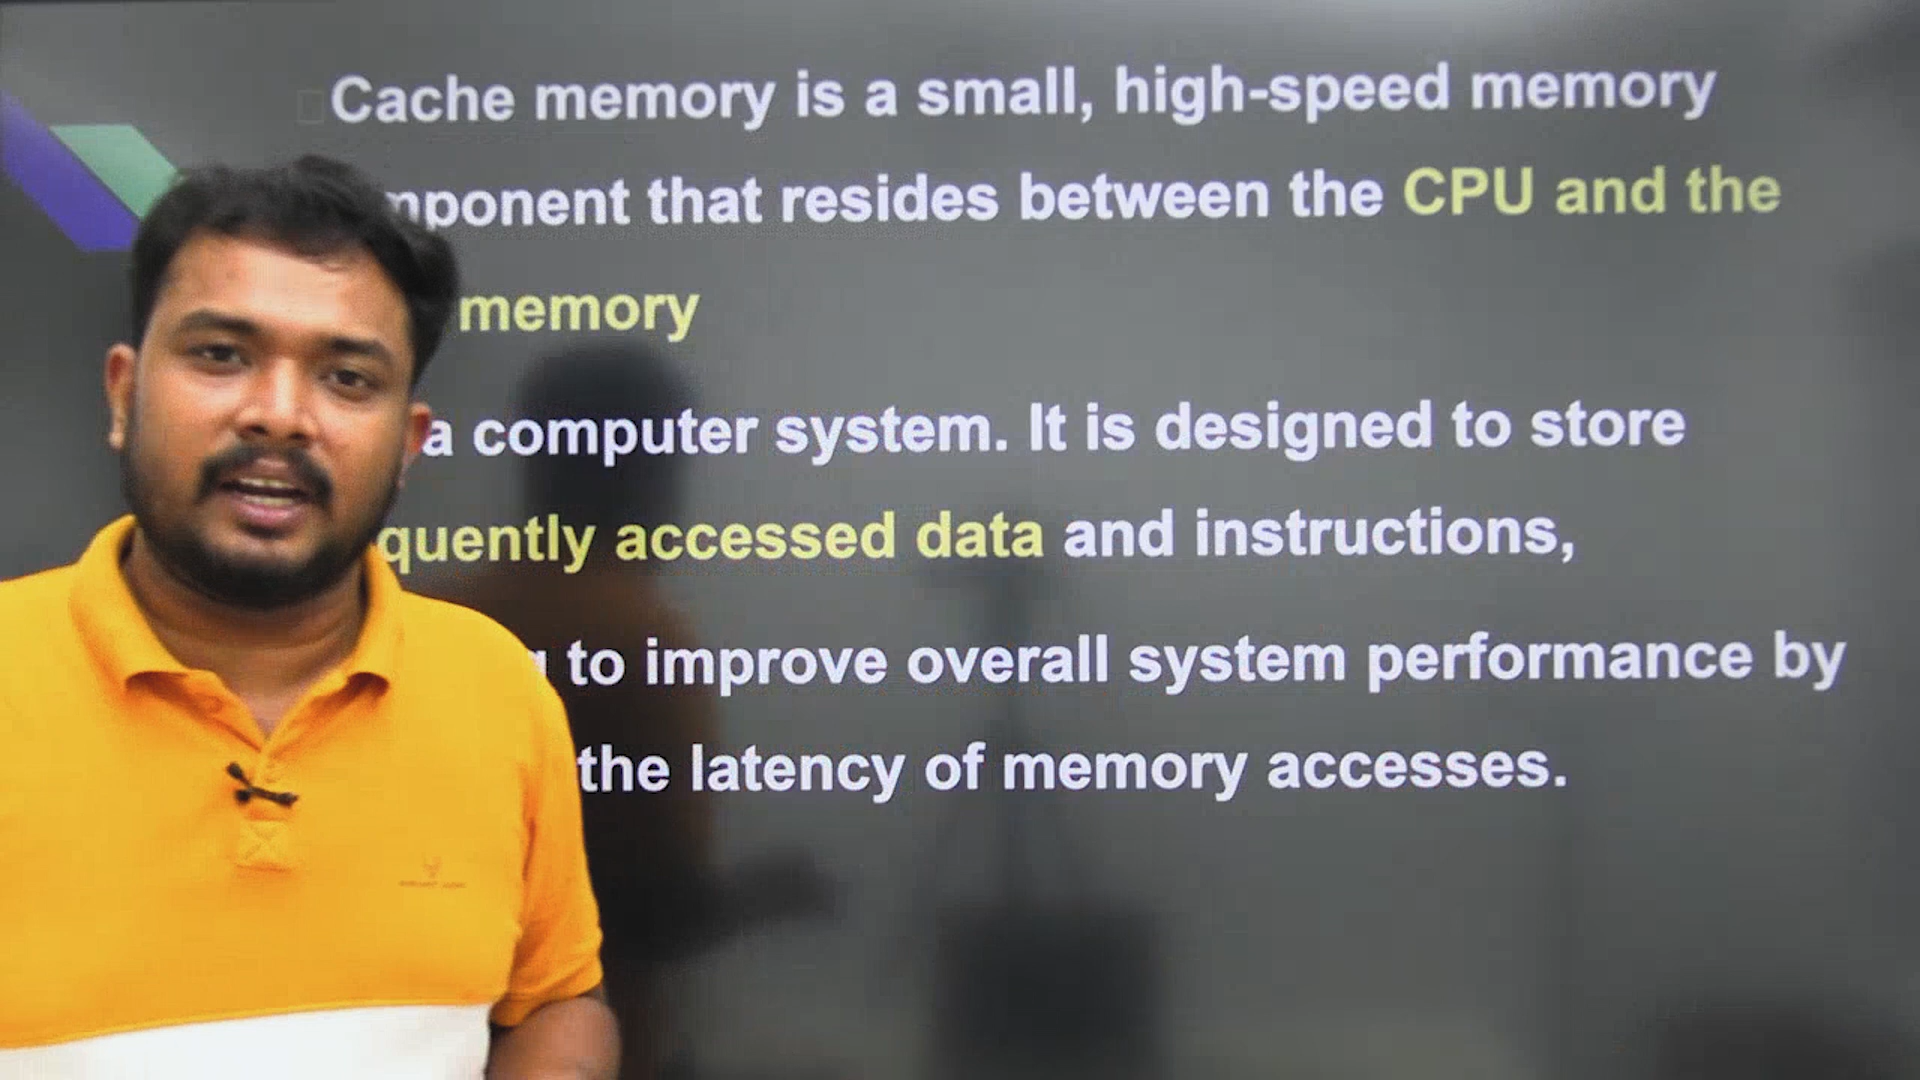 Cache memory is a small, high-speed memory
mponent that resides between the CPU and the
memory
a computer system. It is designed to store
quently accessed data and instructions,
to improve overall system performance by
the latency of memory accesses.